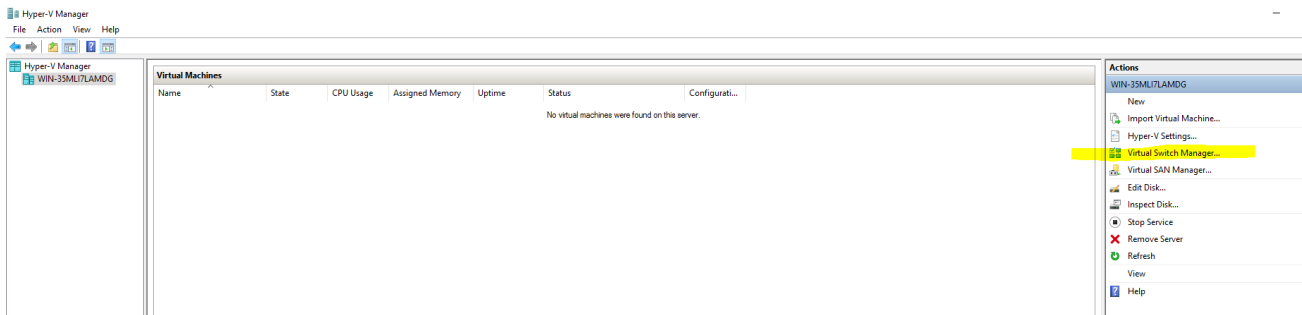 Hyper-V Manager
File Action View Help
Hyper-V Manager
WIN-35MLI7LAMDG
Virtual Machines
Name State CPU Usage Assigned Memory Uptime Status Configurati...
No virtual machines were found on this server.
Actions
WIN-35MLI7LAMDG
New
Import Virtual Machine...
Hyper-V Settings...
Virtual Switch Manager...
Virtual SAN Manager...
Edit Disk...
Inspect Disk...
Stop Service
Remove Server
Refresh
View
Help